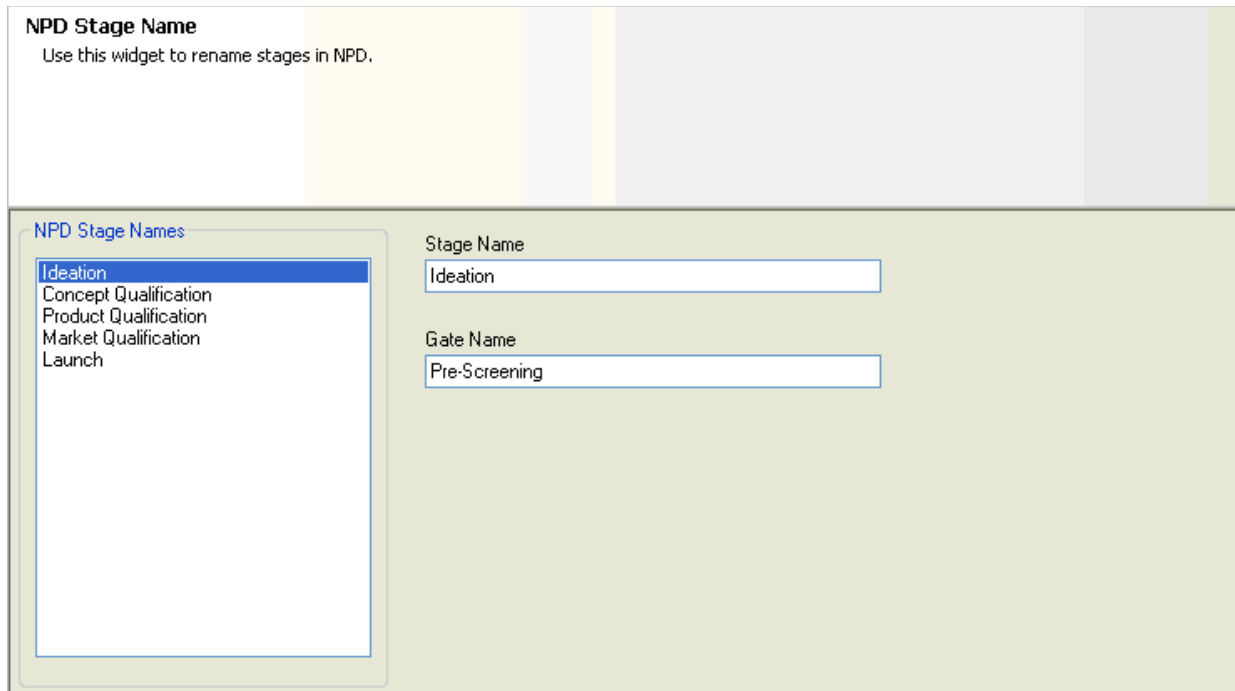 NPD Stage Name
Use this widget to rename stages in NPD.
NPD Stage Names
Ideation
Concept Qualification
Product Qualification
Market Qualification
Launch
Stage Name
Ideation
Gate Name
Pre-Screening